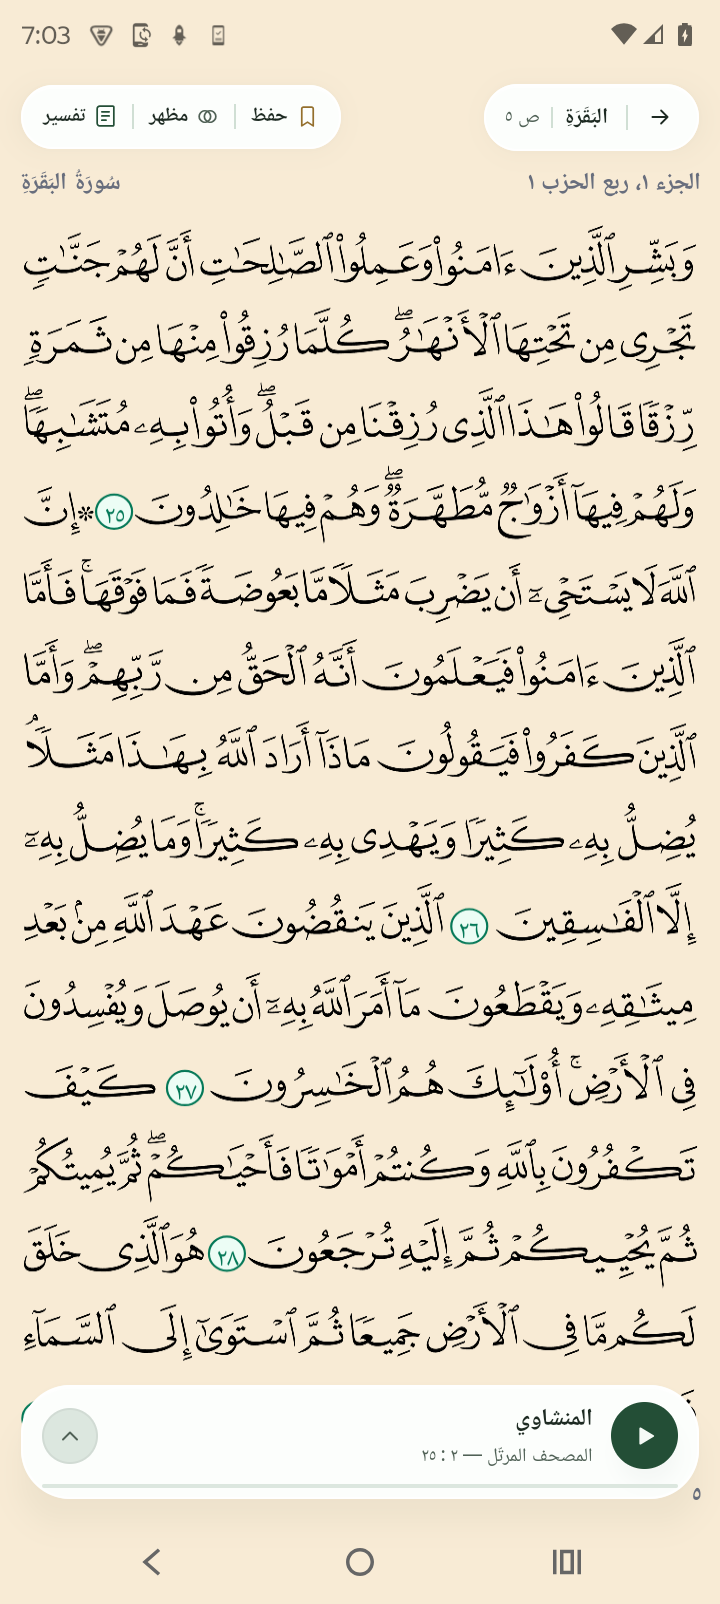 7:03
البَقَرَةِ ص ٥
حفظ مظهر تفسير
الجزء ١، ربع الحزب ١
سُورَةُ البَقَرَةِ
وَبَشِّرِ ٱلَّذِينَ ءَامَنُوا۟ وَعَمِلُوا۟ ٱلصَّـٰلِحَـٰتِ أَنَّ لَهُمْ جَنَّـٰتٍ
تَجْرِى مِن تَحْتِهَا ٱلْأَنْهَـٰرُ ۖ كُلَّمَا رُزِقُوا۟ مِنْهَا مِن ثَمَرَةٍ
رِّزْقًا قَالُوا۟ هَـٰذَا ٱلَّذِى رُزِقْنَا مِن قَبْلُ ۖ وَأُتُوا۟ بِهِۦ مُتَشَـٰبِهًا ۖ
وَلَهُمْ فِيهَآ أَزْوَٰجٌ مُّطَهَّرَةٌ ۖ وَهُمْ فِيهَا خَـٰلِدُونَ ٢٥ * إِنَّ
ٱللَّهَ لَا يَسْتَحْىِۦٓ أَن يَضْرِبَ مَثَلًا مَّا بَعُوضَةً فَمَا فَوْقَهَا ۚ فَأَمَّا
ٱلَّذِينَ ءَامَنُوا۟ فَيَعْلَمُونَ أَنَّهُ ٱلْحَقُّ مِن رَّبِّهِمْ ۖ وَأَمَّا
ٱلَّذِينَ كَفَرُوا۟ فَيَقُولُونَ مَاذَآ أَرَادَ ٱللَّهُ بِهَـٰذَا مَثَلًا ۘ
يُضِلُّ بِهِۦ كَثِيرًا وَيَهْدِى بِهِۦ كَثِيرًا ۚ وَمَا يُضِلُّ بِهِۦٓ
إِلَّا ٱلْفَـٰسِقِينَ ٢٦ ٱلَّذِينَ يَنقُضُونَ عَهْدَ ٱللَّهِ مِنۢ بَعْدِ
مِيثَـٰقِهِۦ وَيَقْطَعُونَ مَآ أَمَرَ ٱللَّهُ بِهِۦٓ أَن يُوصَلَ وَيُفْسِدُونَ
فِى ٱلْأَرْضِ ۚ أُو۟لَـٰٓئِكَ هُمُ ٱلْخَـٰسِرُونَ ٢٧ كَيْفَ
تَكْفُرُونَ بِٱللَّهِ وَكُنتُمْ أَمْوَٰتًا فَأَحْيَـٰكُمْ ۖ ثُمَّ يُمِيتُكُمْ
ثُمَّ يُحْيِيكُمْ ثُمَّ إِلَيْهِ تُرْجَعُونَ ٢٨ هُوَ ٱلَّذِى خَلَقَ
لَكُم مَّا فِى ٱلْأَرْضِ جَمِيعًا ثُمَّ ٱسْتَوَىٰٓ إِلَى ٱلسَّمَآءِ
المنشاوي
المصحف المرتّل — ٢ : ٢٥
٥